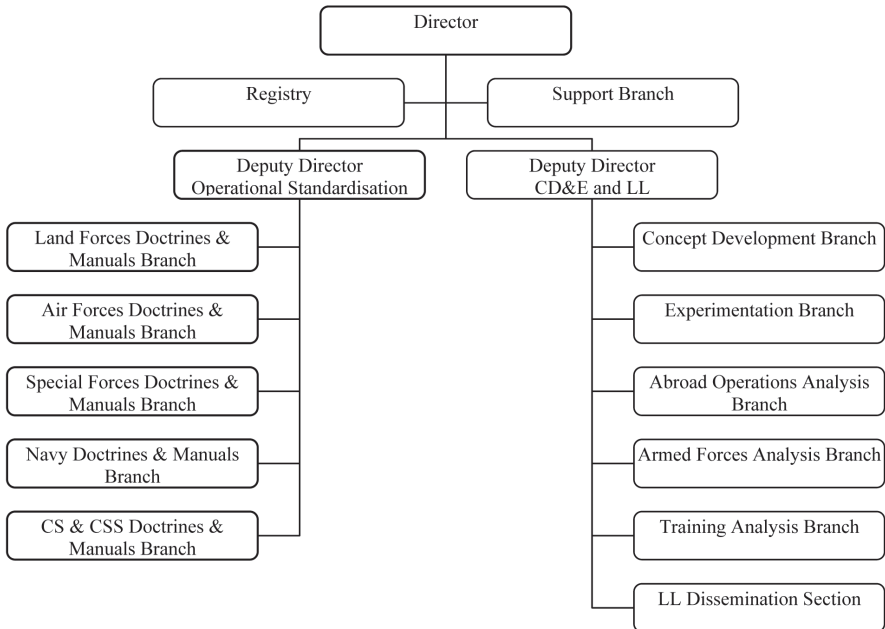 Director
Registry
Support Branch
Deputy Director
Operational Standardisation
Deputy Director
CD&E and LL
Land Forces Doctrines &
Manuals Branch
Air Forces Doctrines &
Manuals Branch
Special Forces Doctrines &
Manuals Branch
Navy Doctrines & Manuals
Branch
CS & CSS Doctrines &
Manuals Branch
Concept Development Branch
Experimentation Branch
Abroad Operations Analysis
Branch
Armed Forces Analysis Branch
Training Analysis Branch
LL Dissemination Section